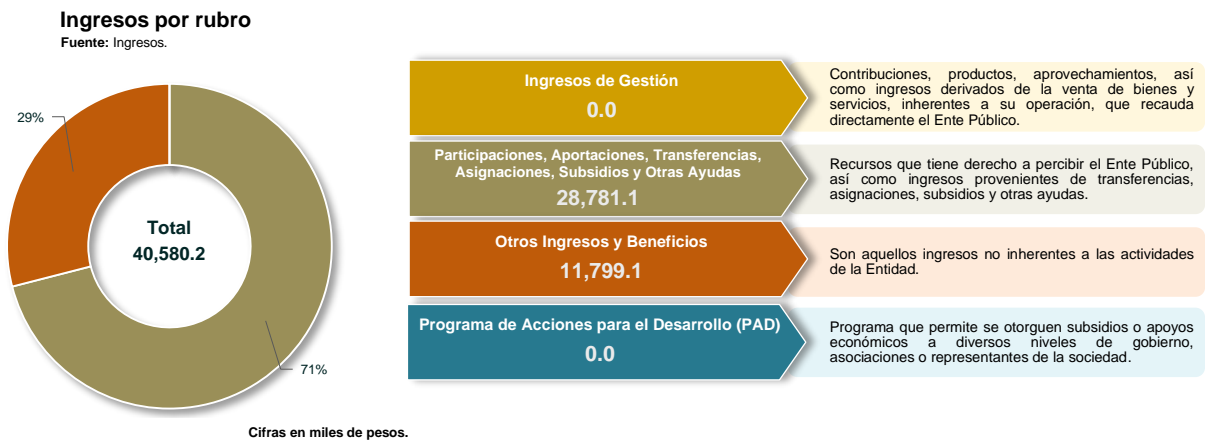 Ingresos por rubro
Fuente: Ingresos.
29%
Total
40,580.2
71%
Ingresos de Gestión
0.0
Contribuciones, productos, aprovechamientos, así
como ingresos derivados de la venta de bienes y
servicios, inherentes a su operación, que recauda
directamente el Ente Público.
Participaciones, Aportaciones, Transferencias,
Asignaciones, Subsidios y Otras Ayudas
28,781.1
Recursos que tiene derecho a percibir el Ente Público,
así como ingresos provenientes de transferencias,
asignaciones, subsidios y otras ayudas.
Otros Ingresos y Beneficios
11,799.1
Son aquellos ingresos no inherentes a las actividades
de la Entidad.
Programa de Acciones para el Desarrollo (PAD)
0.0
Programa que permite se otorguen subsidios o apoyos
económicos a diversos niveles de gobierno,
asociaciones o representantes de la sociedad.
Cifras en miles de pesos.